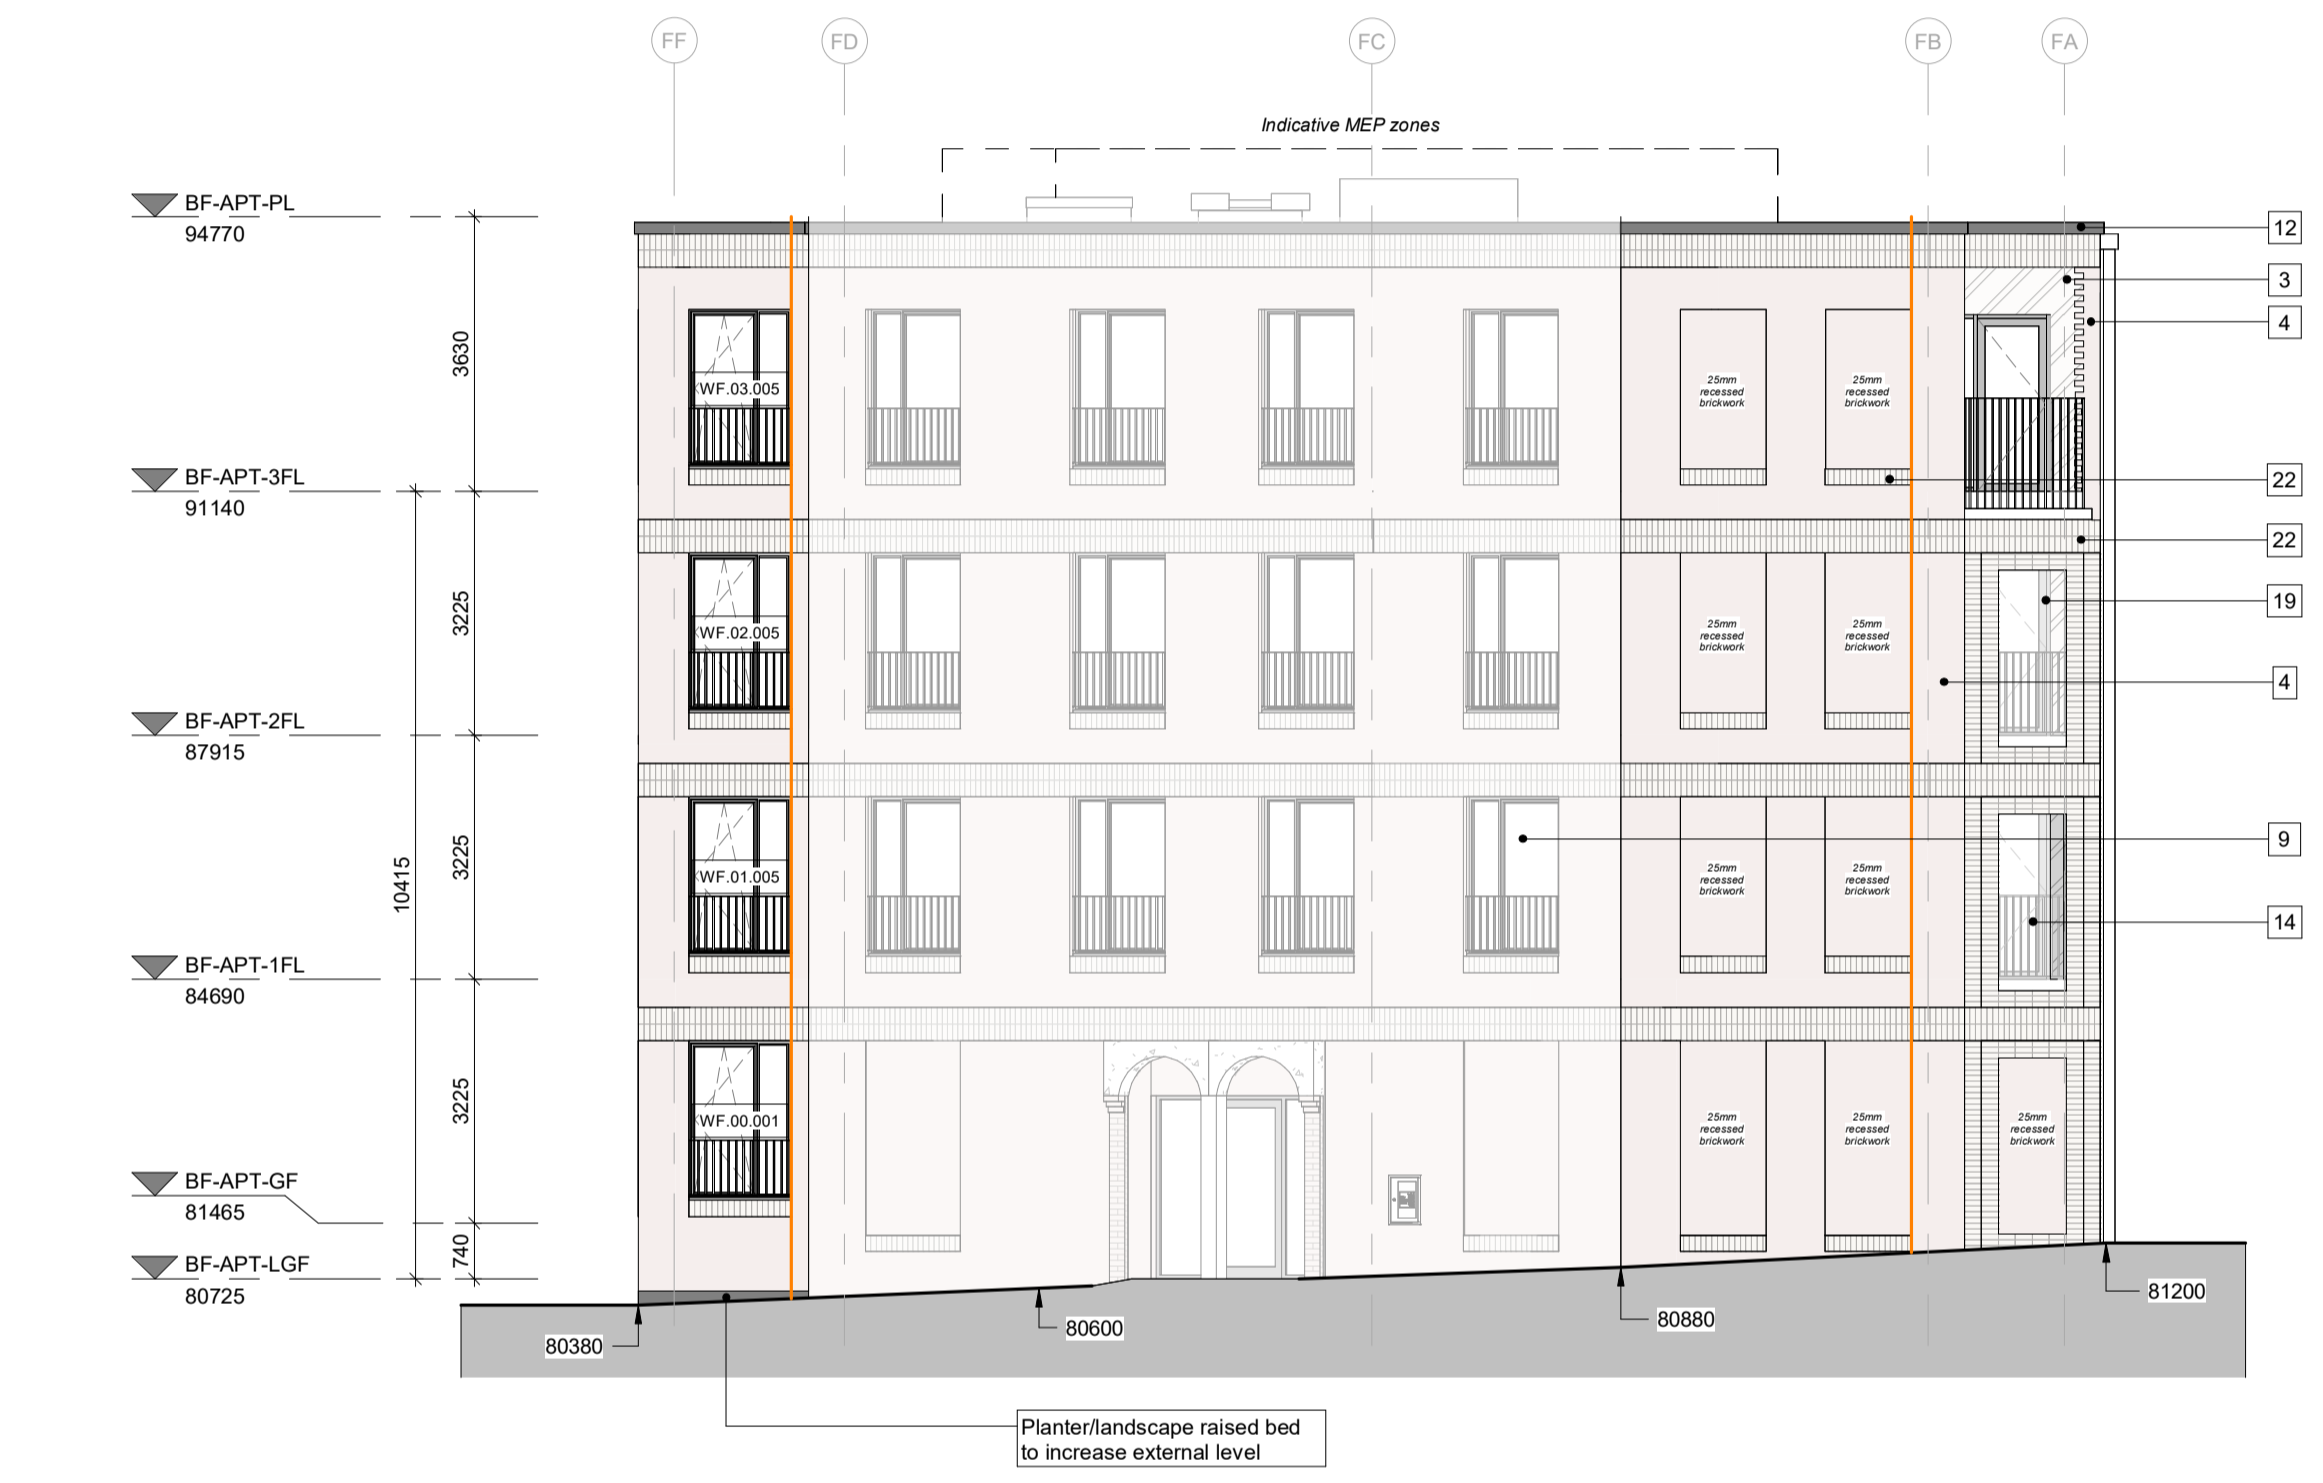 FF
FD
FC
FB
FA
Indicative MEP zones
BF-APT-PL
94770
12
3
4
3630
WF.03.005
25mm
recessed
brickwork
25mm
recessed
brickwork
BF-APT-3FL
91140
22
22
3225
WF.02.005
25mm
recessed
brickwork
25mm
recessed
brickwork
19
4
BF-APT-2FL
87915
10415
3225
WF.01.005
25mm
recessed
brickwork
25mm
recessed
brickwork
9
14
BF-APT-1FL
84690
3225
WF.00.001
25mm
recessed
brickwork
25mm
recessed
brickwork
25mm
recessed
brickwork
BF-APT-GF
81465
740
BF-APT-LGF
80725
80380
80600
80880
81200
Planter/landscape raised bed
to increase external level